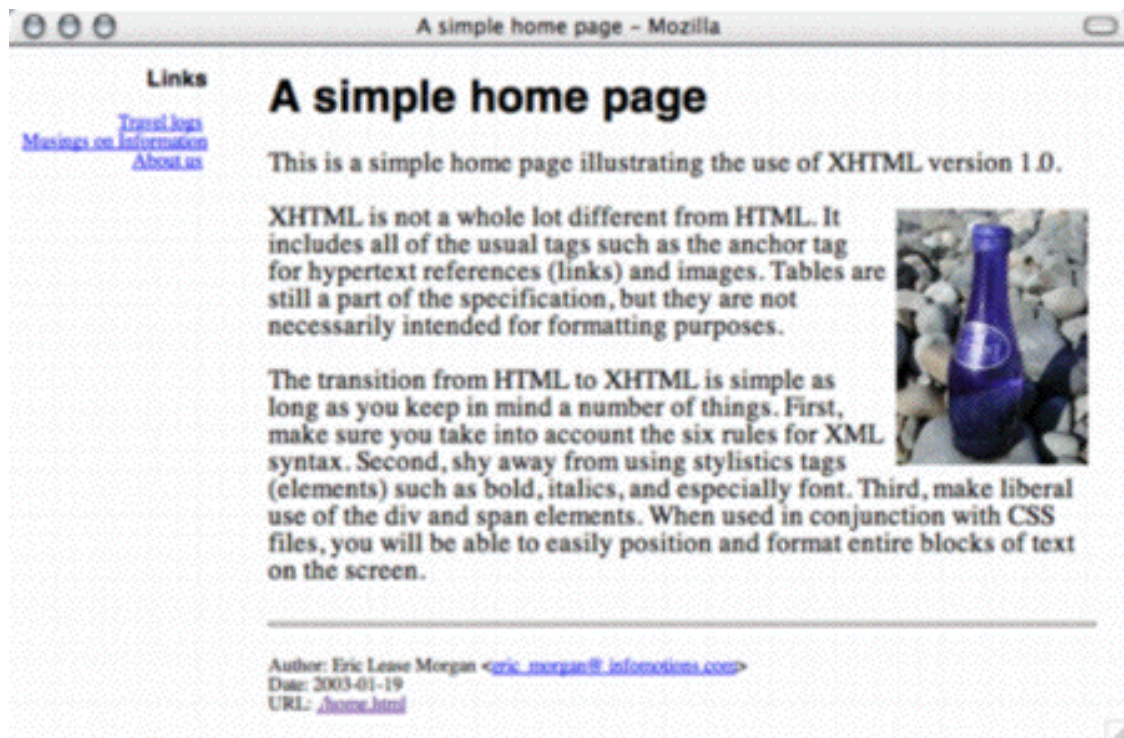 A simple home page – Mozilla
Links
Travel logs
Musings on Information
About us
A simple home page
This is a simple home page illustrating the use of XHTML version 1.0.
XHTML is not a whole lot different from HTML. It
includes all of the usual tags such as the anchor tag
for hypertext references (links) and images. Tables are
still a part of the specification, but they are not
necessarily intended for formatting purposes.
The transition from HTML to XHTML is simple as
long as you keep in mind a number of things. First,
make sure you take into account the six rules for XML
syntax. Second, shy away from using stylistics tags
(elements) such as bold, italics, and especially font. Third, make liberal
use of the div and span elements. When used in conjunction with CSS
files, you will be able to easily position and format entire blocks of text
on the screen.
Author: Eric Lease Morgan <eric_morgan@infomotions.com>
Date: 2003-01-19
URL: ./home.html